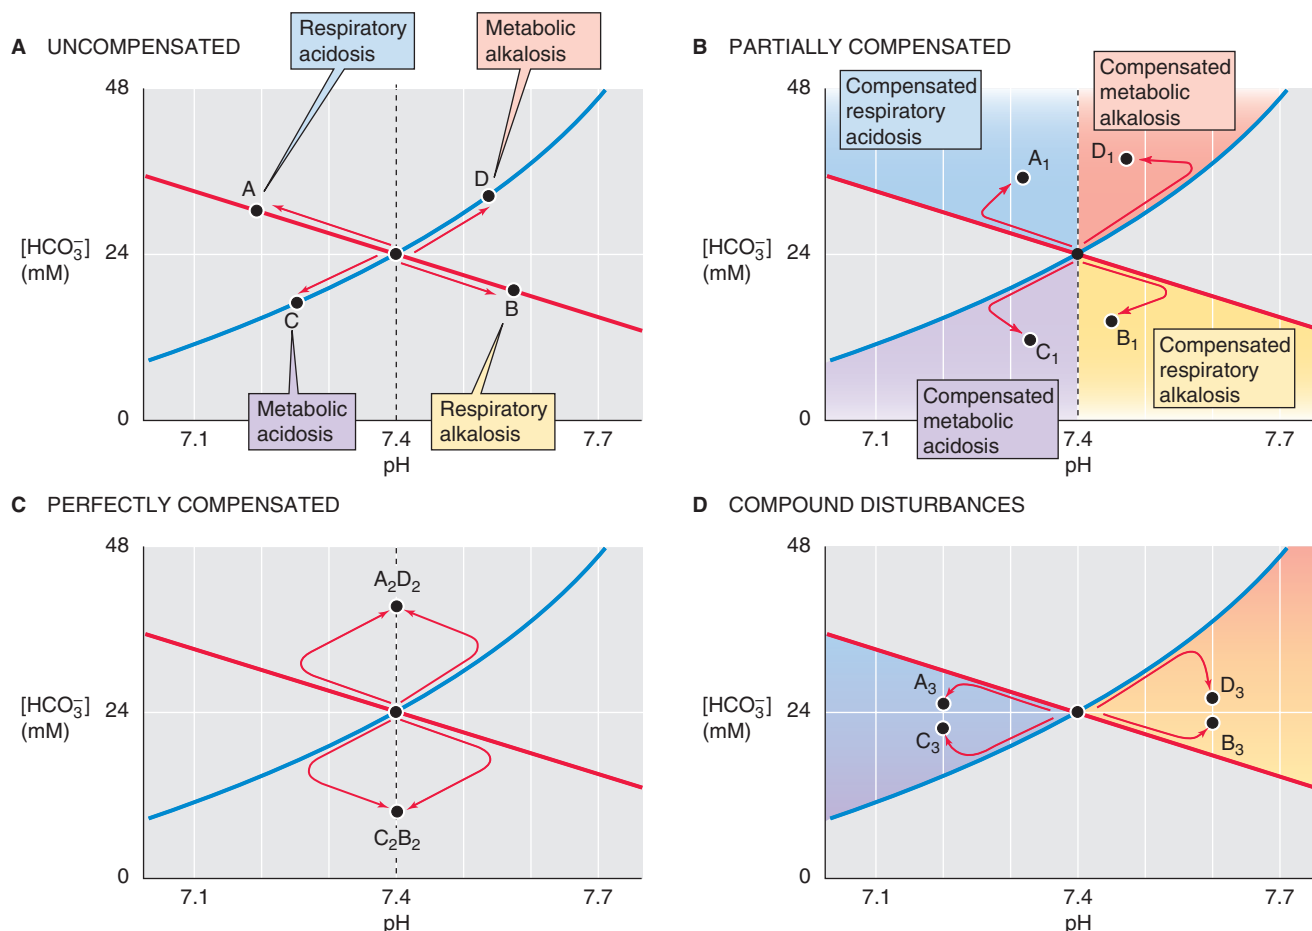 A UNCOMPENSATED
Respiratory
acidosis
Metabolic
alkalosis
48
A
D
[HCO₃⁻]
(mM)
24
C
B
Metabolic
acidosis
Respiratory
alkalosis
0
7.1
7.4
7.7
pH
B PARTIALLY COMPENSATED
Compensated
respiratory
acidosis
Compensated
metabolic
alkalosis
48
A₁
D₁
[HCO₃⁻]
(mM)
24
C₁
B₁
Compensated
metabolic
acidosis
Compensated
respiratory
alkalosis
0
7.1
7.4
7.7
pH
C PERFECTLY COMPENSATED
48
A₂D₂
[HCO₃⁻]
(mM)
24
C₂B₂
0
7.1
7.4
7.7
pH
D COMPOUND DISTURBANCES
48
A₃
D₃
[HCO₃⁻]
(mM)
24
C₃
B₃
0
7.1
7.4
7.7
pH